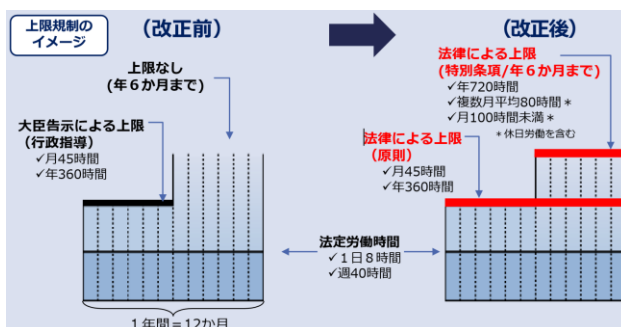 上限規制の
イメージ
（改正前）
（改正後）
上限なし
(年６か月まで)
大臣告示による上限
(行政指導)
✓月45時間
✓年360時間
法律による上限
(特別条項/年６か月まで)
✓年720時間
✓複数月平均80時間＊
✓月100時間未満＊
＊休日労働を含む
法律による上限
(原則)
✓月45時間
✓年360時間
法定労働時間
✓１日８時間
✓週40時間
１年間＝12か月